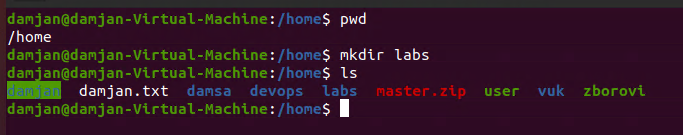 damjan@damjan-Virtual-Machine:/home$ pwd
/home
damjan@damjan-Virtual-Machine:/home$ mkdir labs
damjan@damjan-Virtual-Machine:/home$ ls
damjan damjan.txt damsa devops labs master.zip user vuk zborovi
damjan@damjan-Virtual-Machine:/home$